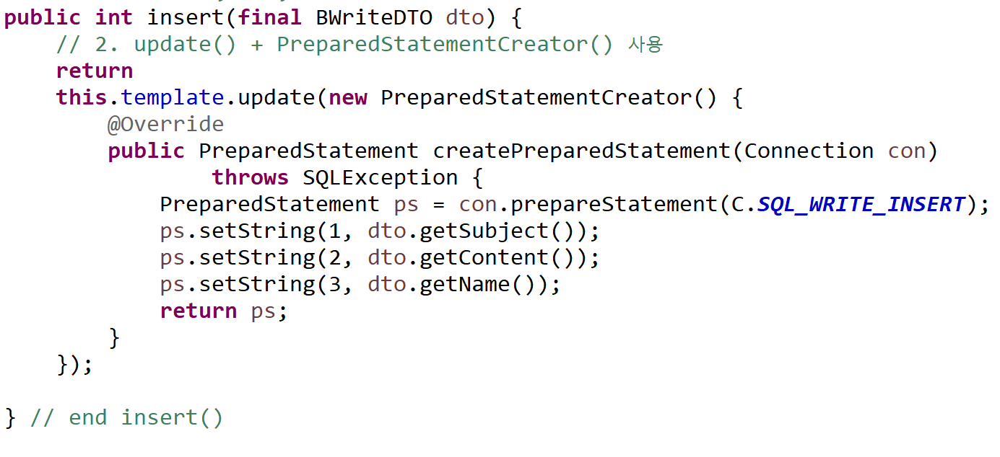 public int insert(final BWriteDTO dto) {
// 2. update() + PreparedStatementCreator() 사용
return
this.template.update(new PreparedStatementCreator() {
@Override
public PreparedStatement createPreparedStatement(Connection con)
throws SQLException {
PreparedStatement ps = con.prepareStatement(C.SQL_WRITE_INSERT);
ps.setString(1, dto.getSubject());
ps.setString(2, dto.getContent());
ps.setString(3, dto.getName());
return ps;
}
});
} // end insert()